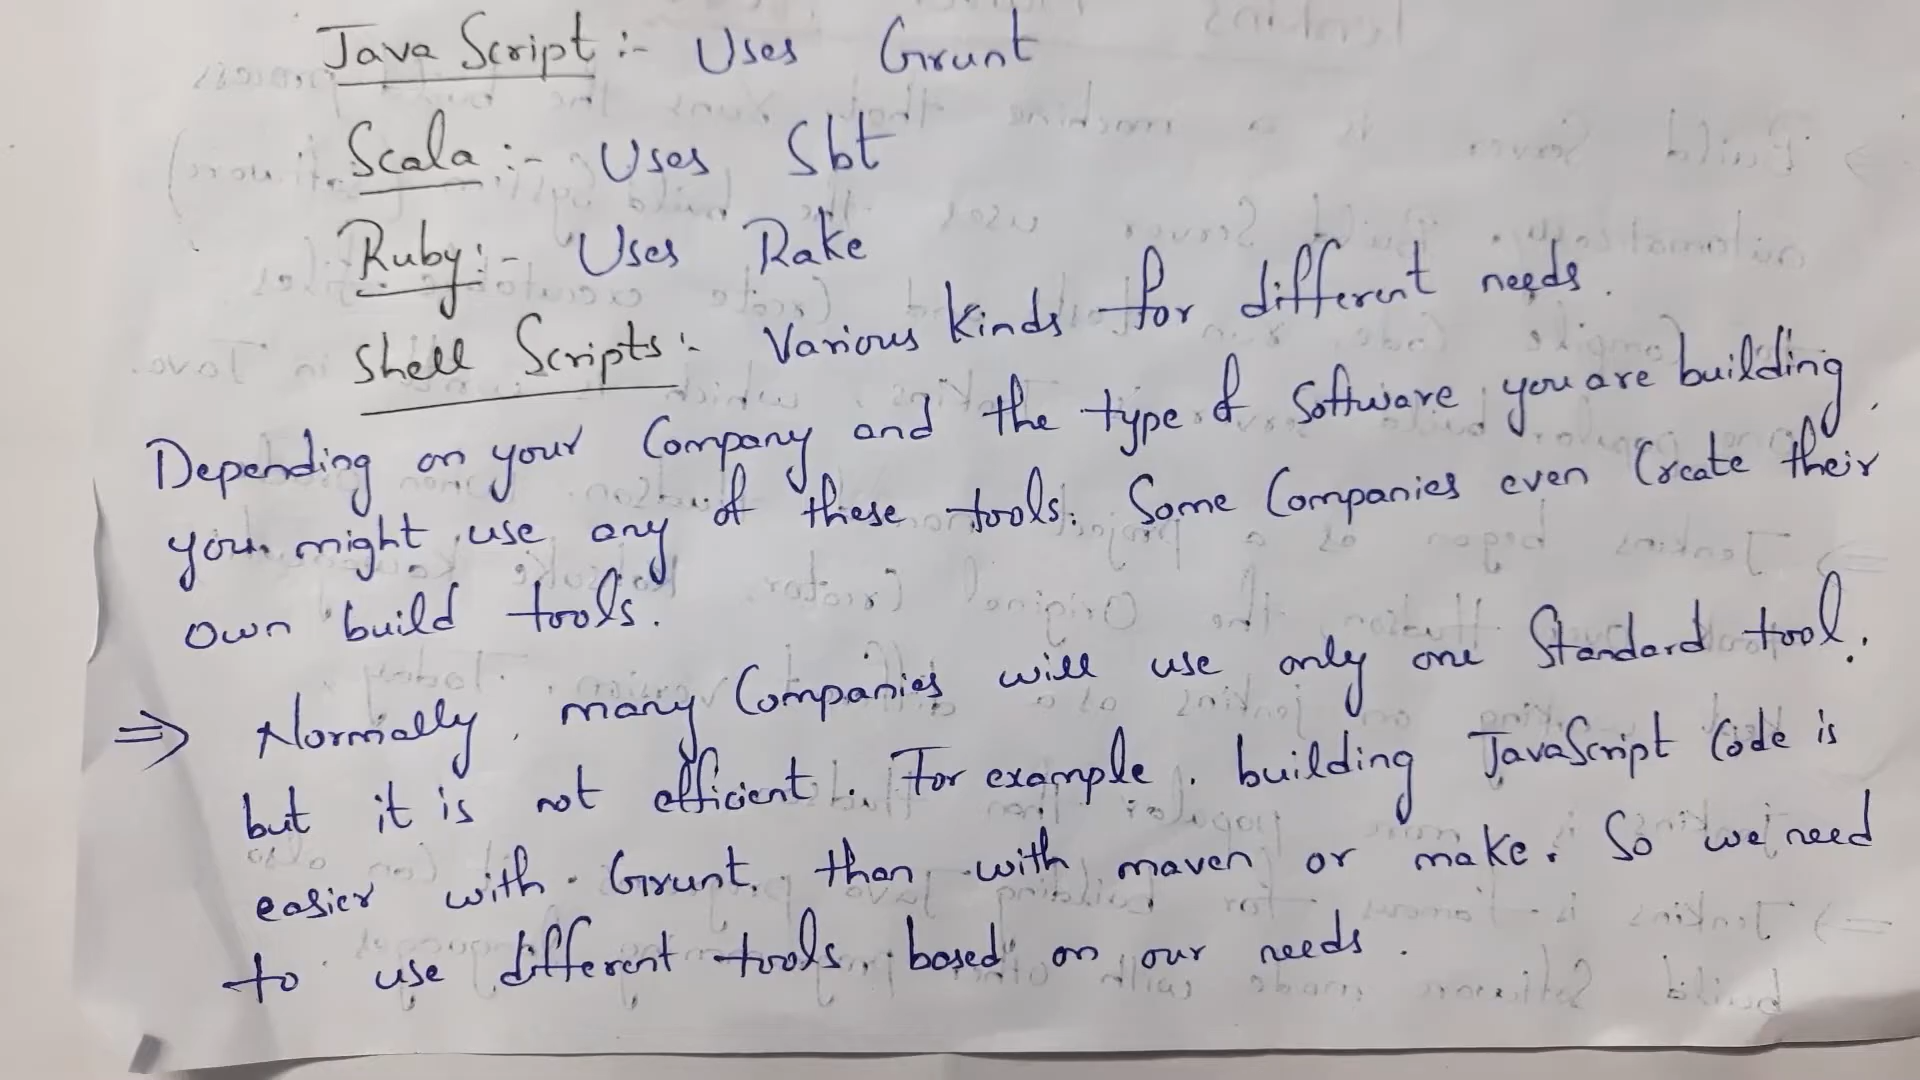 Java Script :- Uses Grunt
Scala :- Uses Sbt
Ruby :- Uses Rake
Shell Scripts :- Various Kinds for different needs.
Depending on your Company and the type of Software you are building
you might use any of these tools. Some Companies even Create their
own build tools.
⇒ Normally, many Companies will use only one Standard tool.
but it is not efficient. For example, building JavaScript Code is
easier with Grunt, than with maven or make. So we need
to use different tools, based on our needs.